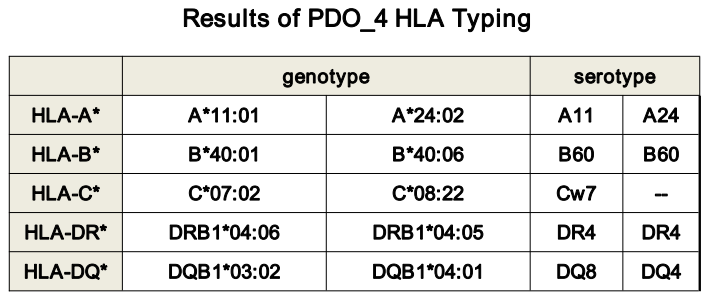 Results of PDO_4 HLA Typing
genotype serotype
HLA-A* A*11:01 A*24:02 A11 A24
HLA-B* B*40:01 B*40:06 B60 B60
HLA-C* C*07:02 C*08:22 Cw7 --
HLA-DR* DRB1*04:06 DRB1*04:05 DR4 DR4
HLA-DQ* DQB1*03:02 DQB1*04:01 DQ8 DQ4